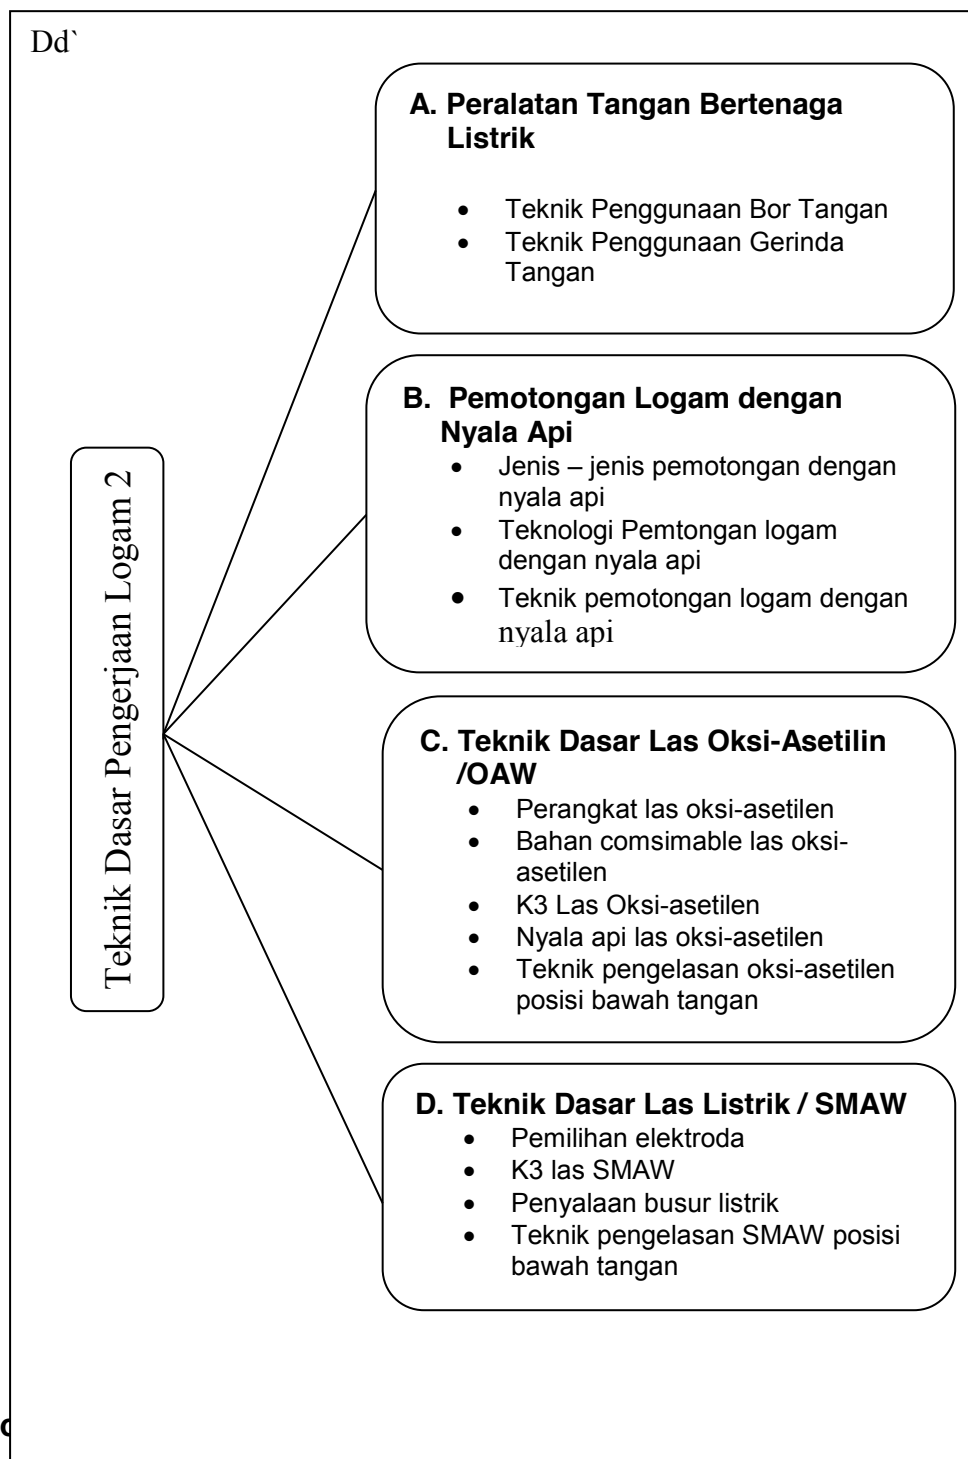 Dd`
A. Peralatan Tangan Bertenaga
Listrik
• Teknik Penggunaan Bor Tangan
• Teknik Penggunaan Gerinda
Tangan
B. Pemotongan Logam dengan
Nyala Api
• Jenis – jenis pemotongan dengan
nyala api
• Teknologi Pemtongan logam
dengan nyala api
• Teknik pemotongan logam dengan
nyala api
Teknik Dasar Pengerjaan Logam 2
C. Teknik Dasar Las Oksi-Asetilin
/OAW
• Perangkat las oksi-asetilen
• Bahan comsimable las oksi-
asetilen
• K3 Las Oksi-asetilen
• Nyala api las oksi-asetilen
• Teknik pengelasan oksi-asetilen
posisi bawah tangan
D. Teknik Dasar Las Listrik / SMAW
• Pemilihan elektroda
• K3 las SMAW
• Penyalaan busur listrik
• Teknik pengelasan SMAW posisi
bawah tangan